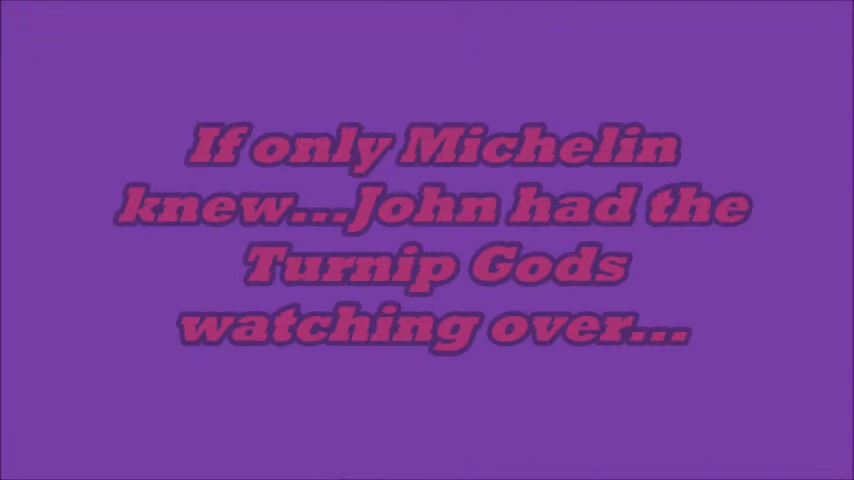 If only Michelin
knew...John had the
Turnip Gods
watching over...